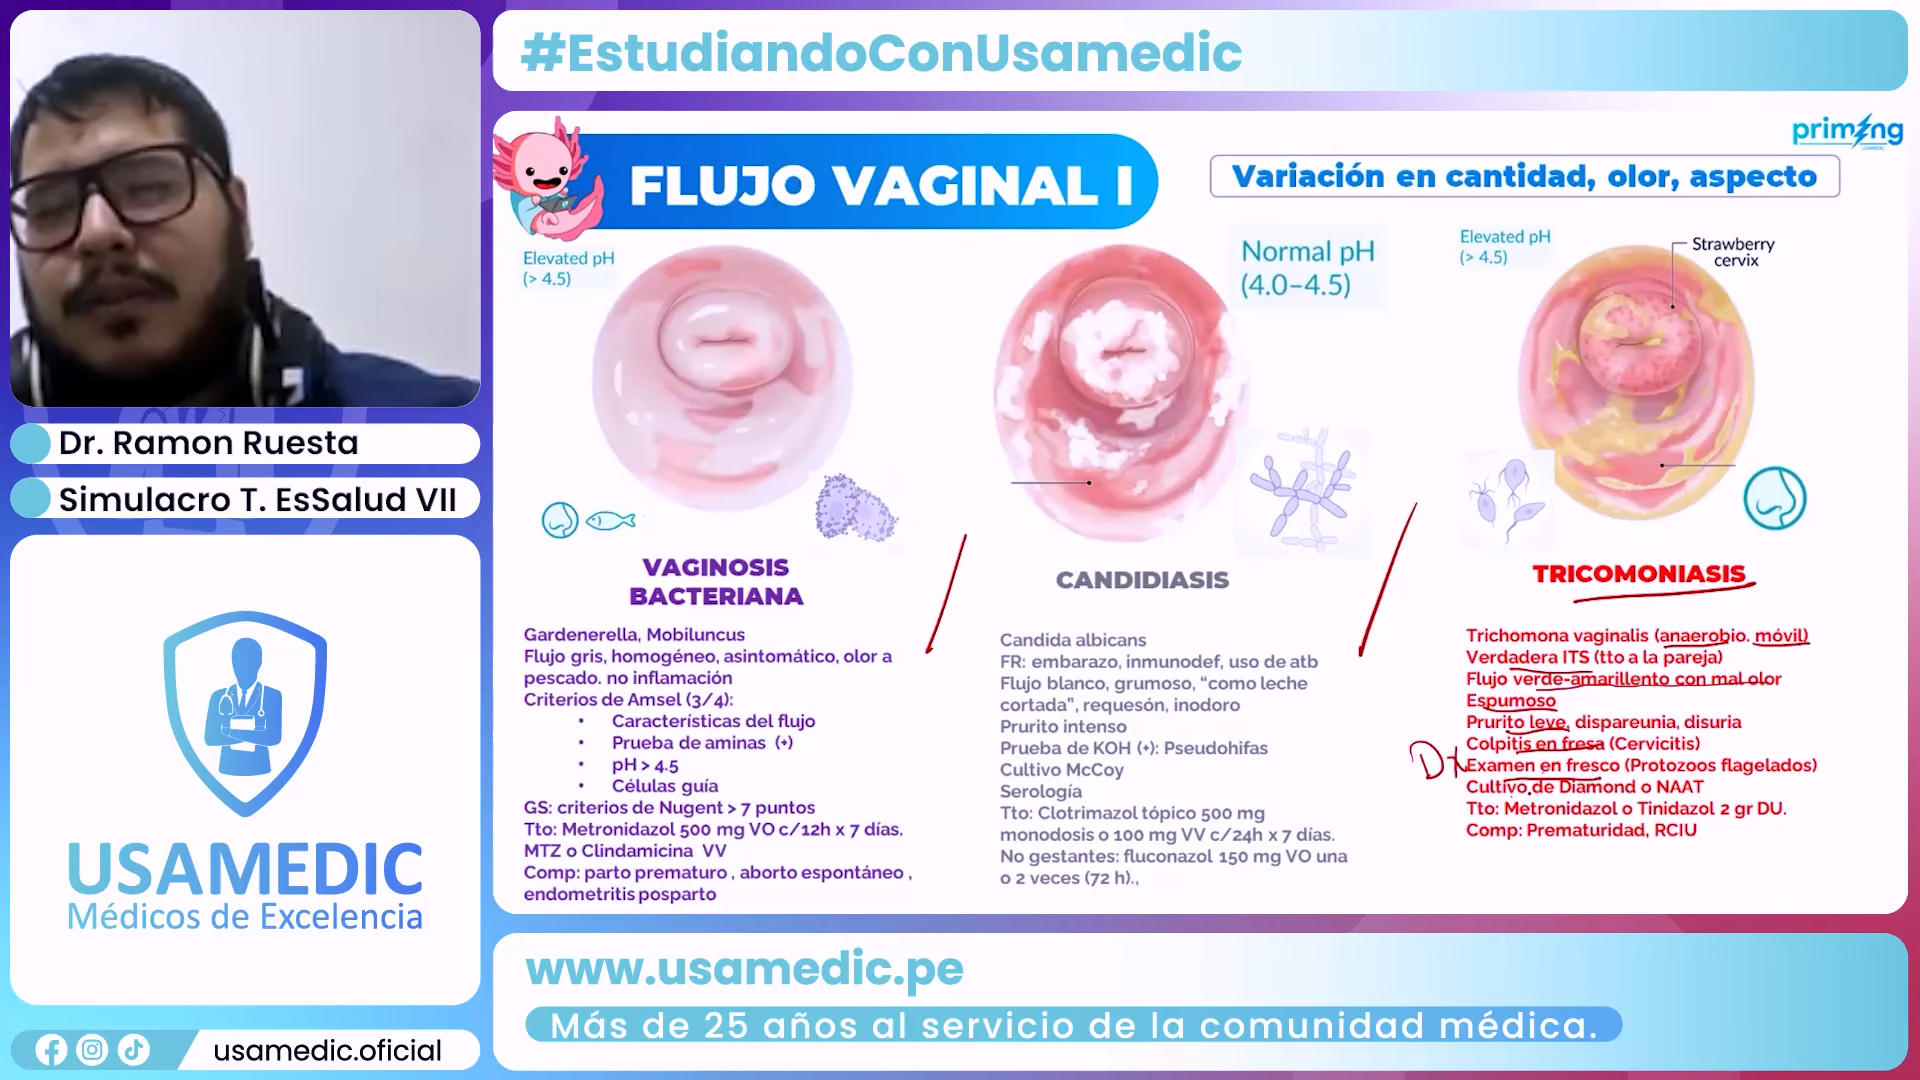 #EstudiandoConUsamedic
priming
USAMEDIC
FLUJO VAGINAL I
Variación en cantidad, olor, aspecto
Elevated pH
(> 4.5)
Normal pH
(4.0–4.5)
Elevated pH
(> 4.5)
Strawberry
cervix
Dr. Ramon Ruesta
Simulacro T. EsSalud VII
VAGINOSIS
BACTERIANA
Gardenerella, Mobiluncus
Flujo gris, homogéneo, asintomático, olor a
pescado. no inflamación
Criterios de Amsel (3/4):
• Características del flujo
• Prueba de aminas (+)
• pH > 4.5
• Células guía
GS: criterios de Nugent > 7 puntos
Tto: Metronidazol 500 mg VO c/12h x 7 días.
MTZ o Clindamicina VV
Comp: parto prematuro , aborto espontáneo ,
endometritis posparto
CANDIDIASIS
Candida albicans
FR: embarazo, inmunodef, uso de atb
Flujo blanco, grumoso, “como leche
cortada”, requesón, inodoro
Prurito intenso
Prueba de KOH (+): Pseudohifas
Cultivo McCoy
Serología
Tto: Clotrimazol tópico 500 mg
monodosis o 100 mg VV c/24h x 7 días.
No gestantes: fluconazol 150 mg VO una
o 2 veces (72 h).,
TRICOMONIASIS
Trichomona vaginalis (anaerobio. móvil)
Verdadera ITS (tto a la pareja)
Flujo verde-amarillento con mal olor
Espumoso
Prurito leve, dispareunia, disuria
Colpitis en fresa (Cervicitis)
Dx
Examen en fresco (Protozoos flagelados)
Cultivo de Diamond o NAAT
Tto: Metronidazol o Tinidazol 2 gr DU.
Comp: Prematuridad, RCIU
USAMEDIC
Médicos de Excelencia
usamedic.oficial
www.usamedic.pe
Más de 25 años al servicio de la comunidad médica.